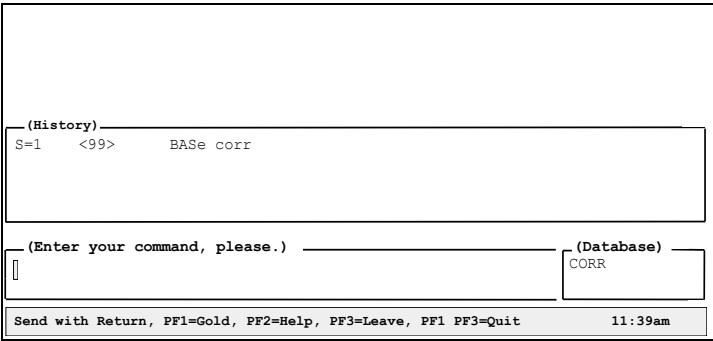 (History)
S=1 <99> BASe corr
(Enter your command, please.) (Database)
CORR
Send with Return, PF1=Gold, PF2=Help, PF3=Leave, PF1 PF3=Quit 11:39am